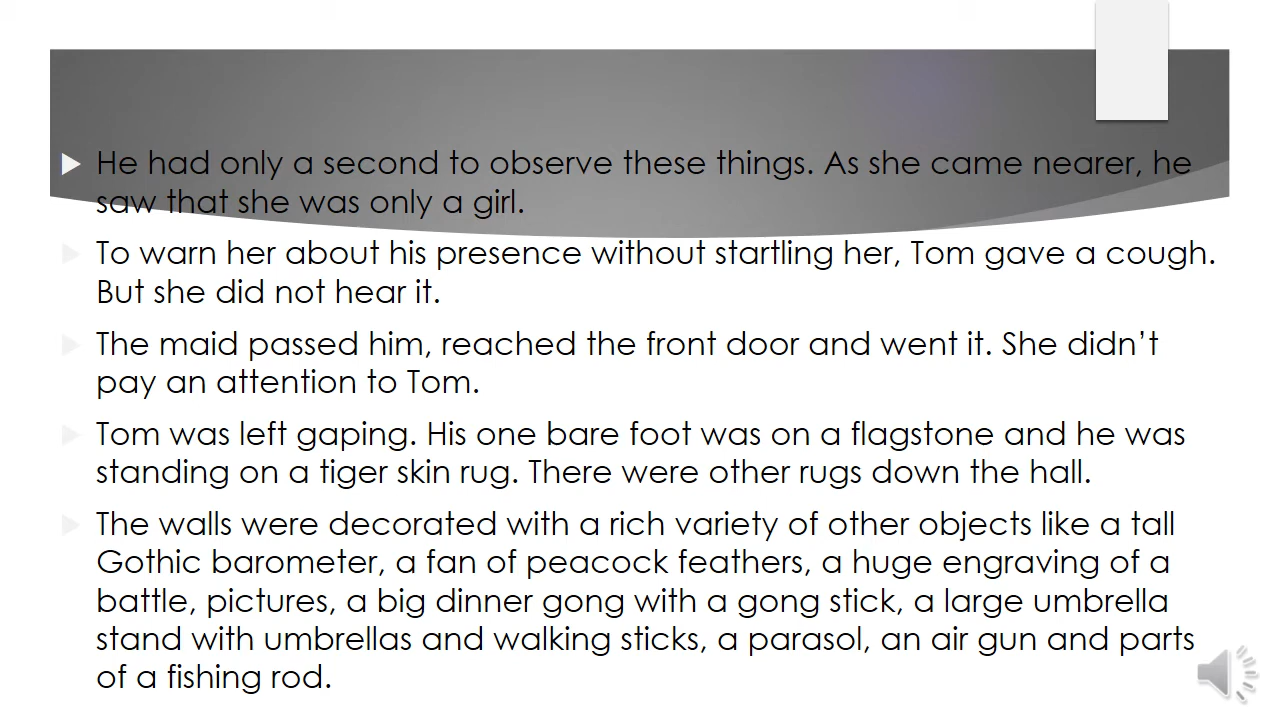 He had only a second to observe these things. As she came nearer, he
saw that she was only a girl.
To warn her about his presence without startling her, Tom gave a cough.
But she did not hear it.
The maid passed him, reached the front door and went it. She didn’t
pay an attention to Tom.
Tom was left gaping. His one bare foot was on a flagstone and he was
standing on a tiger skin rug. There were other rugs down the hall.
The walls were decorated with a rich variety of other objects like a tall
Gothic barometer, a fan of peacock feathers, a huge engraving of a
battle, pictures, a big dinner gong with a gong stick, a large umbrella
stand with umbrellas and walking sticks, a parasol, an air gun and parts
of a fishing rod.